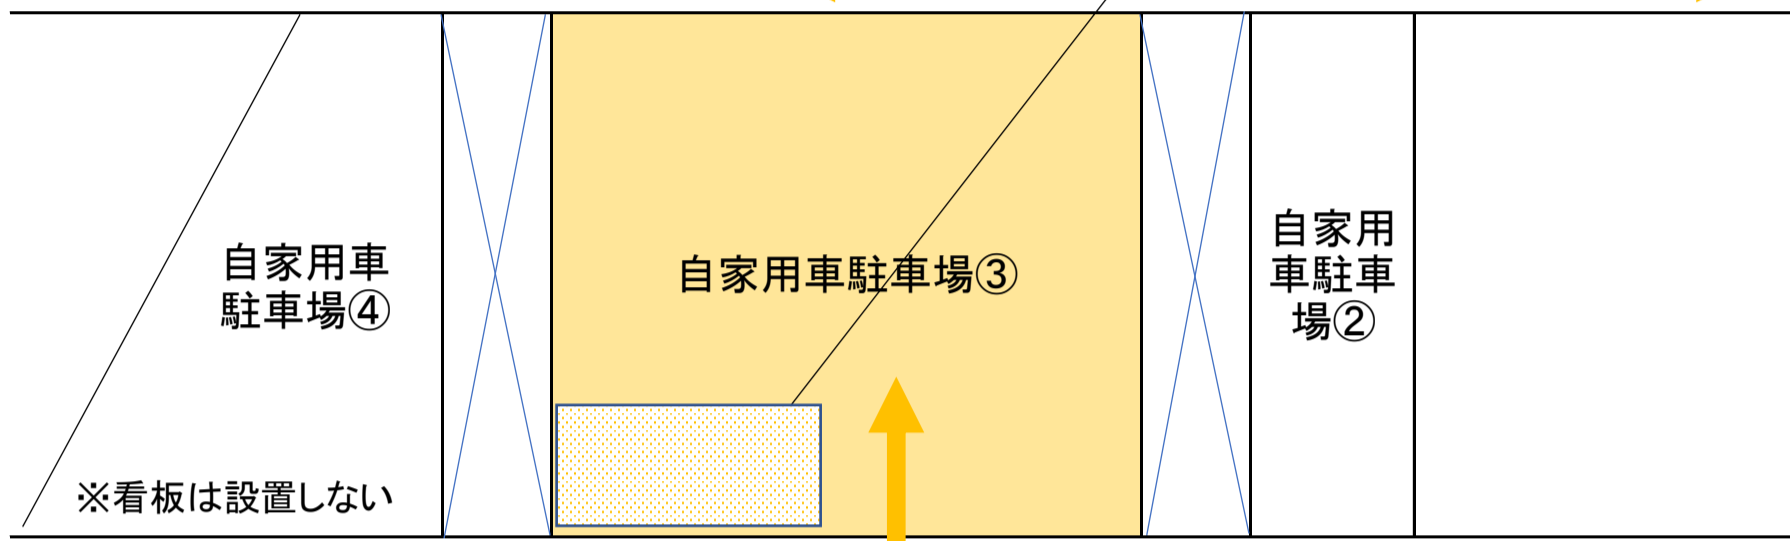 自家用車
駐車場④
※看板は設置しない
自家用車駐車場③
自家用
車駐車
場②